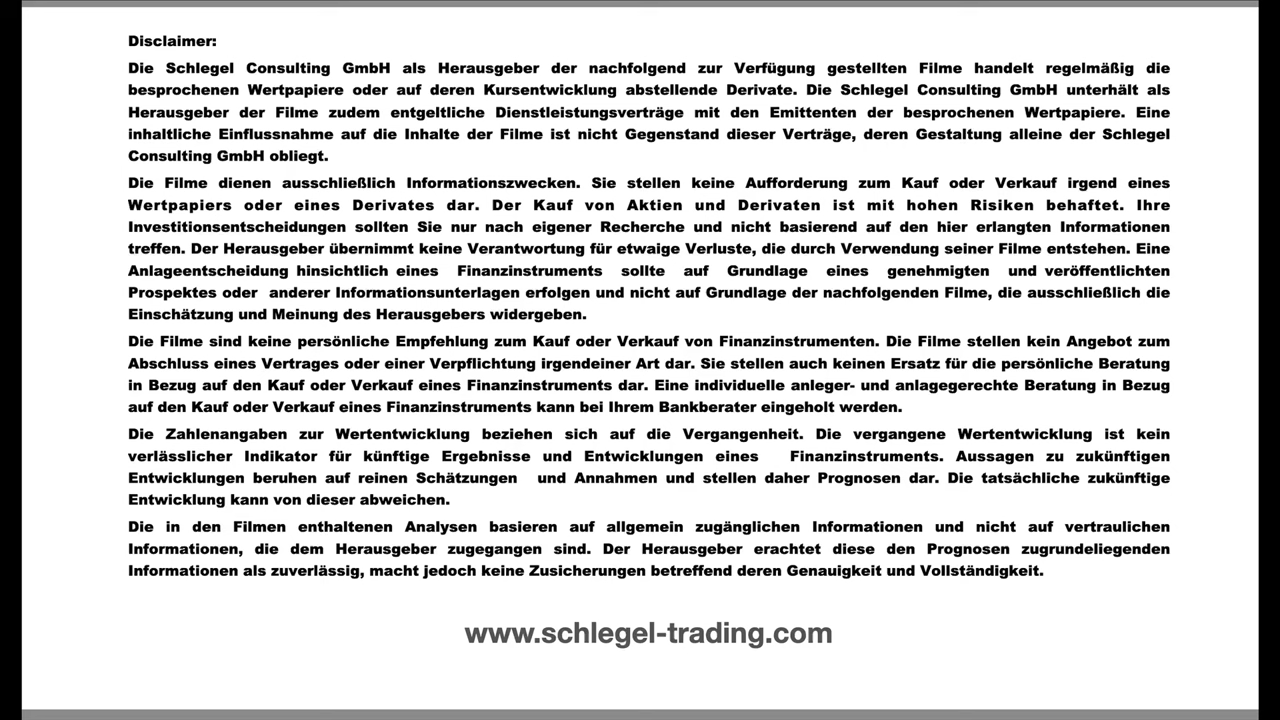 Disclaimer:
Die Schlegel Consulting GmbH als Herausgeber der nachfolgend zur Verfügung gestellten Filme handelt regelmäßig die
besprochenen Wertpapiere oder auf deren Kursentwicklung abstellende Derivate. Die Schlegel Consulting GmbH unterhält als
Herausgeber der Filme zudem entgeltliche Dienstleistungsverträge mit den Emittenten der besprochenen Wertpapiere. Eine
inhaltliche Einflussnahme auf die Inhalte der Filme ist nicht Gegenstand dieser Verträge, deren Gestaltung alleine der Schlegel
Consulting GmbH obliegt.
Die Filme dienen ausschließlich Informationszwecken. Sie stellen keine Aufforderung zum Kauf oder Verkauf irgend eines
Wertpapiers oder eines Derivates dar. Der Kauf von Aktien und Derivaten ist mit hohen Risiken behaftet. Ihre
Investitionsentscheidungen sollten Sie nur nach eigener Recherche und nicht basierend auf den hier erlangten Informationen
treffen. Der Herausgeber übernimmt keine Verantwortung für etwaige Verluste, die durch Verwendung seiner Filme entstehen. Eine
Anlageentscheidung hinsichtlich eines Finanzinstruments sollte auf Grundlage eines genehmigten und veröffentlichten
Prospektes oder anderer Informationsunterlagen erfolgen und nicht auf Grundlage der nachfolgenden Filme, die ausschließlich die
Einschätzung und Meinung des Herausgebers widergeben.
Die Filme sind keine persönliche Empfehlung zum Kauf oder Verkauf von Finanzinstrumenten. Die Filme stellen kein Angebot zum
Abschluss eines Vertrages oder einer Verpflichtung irgendeiner Art dar. Sie stellen auch keinen Ersatz für die persönliche Beratung
in Bezug auf den Kauf oder Verkauf eines Finanzinstruments dar. Eine individuelle anleger- und anlagegerechte Beratung in Bezug
auf den Kauf oder Verkauf eines Finanzinstruments kann bei Ihrem Bankberater eingeholt werden.
Die Zahlenangaben zur Wertentwicklung beziehen sich auf die Vergangenheit. Die vergangene Wertentwicklung ist kein
verlässlicher Indikator für künftige Ergebnisse und Entwicklungen eines Finanzinstruments. Aussagen zu zukünftigen
Entwicklungen beruhen auf reinen Schätzungen und Annahmen und stellen daher Prognosen dar. Die tatsächliche zukünftige
Entwicklung kann von dieser abweichen.
Die in den Filmen enthaltenen Analysen basieren auf allgemein zugänglichen Informationen und nicht auf vertraulichen
Informationen, die dem Herausgeber zugegangen sind. Der Herausgeber erachtet diese den Prognosen zugrundeliegenden
Informationen als zuverlässig, macht jedoch keine Zusicherungen betreffend deren Genauigkeit und Vollständigkeit.
www.schlegel-trading.com